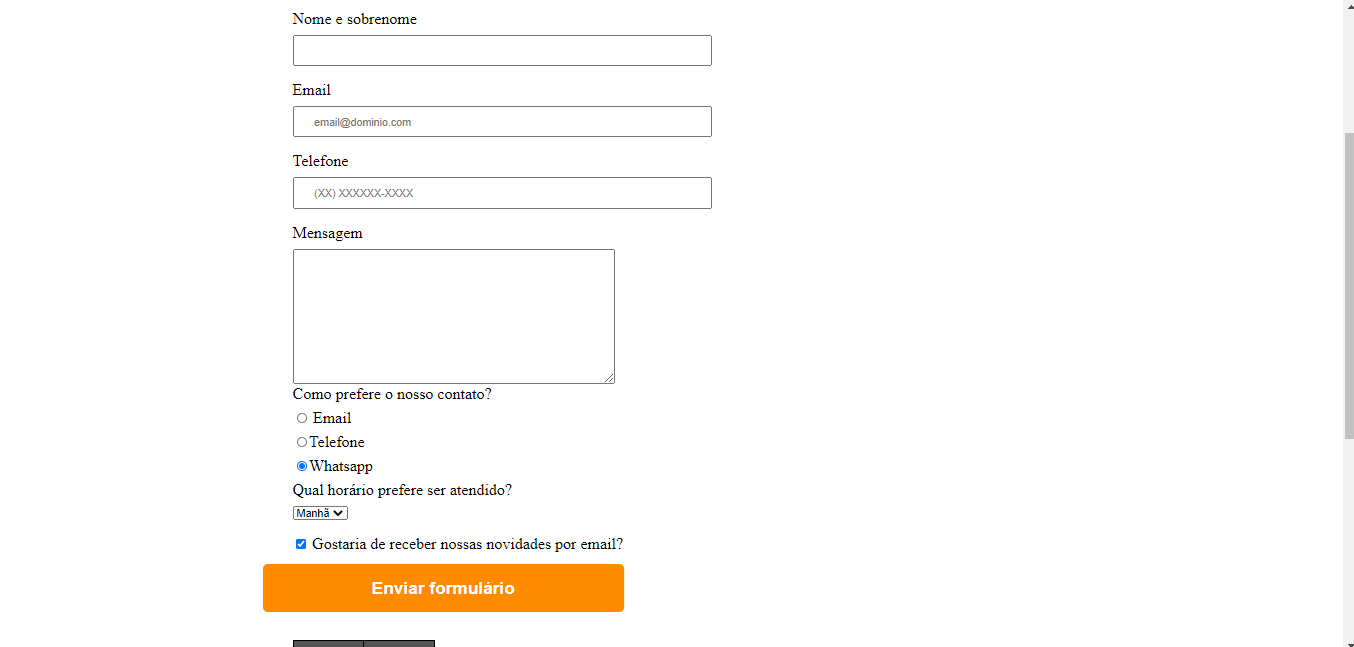 Nome e sobrenome
Email
email@dominio.com
Telefone
(XX) XXXXXX-XXXX
Mensagem
Como prefere o nosso contato?
Email
Telefone
Whatsapp
Qual horário prefere ser atendido?
Manhã
Gostaria de receber nossas novidades por email?
Enviar formulário